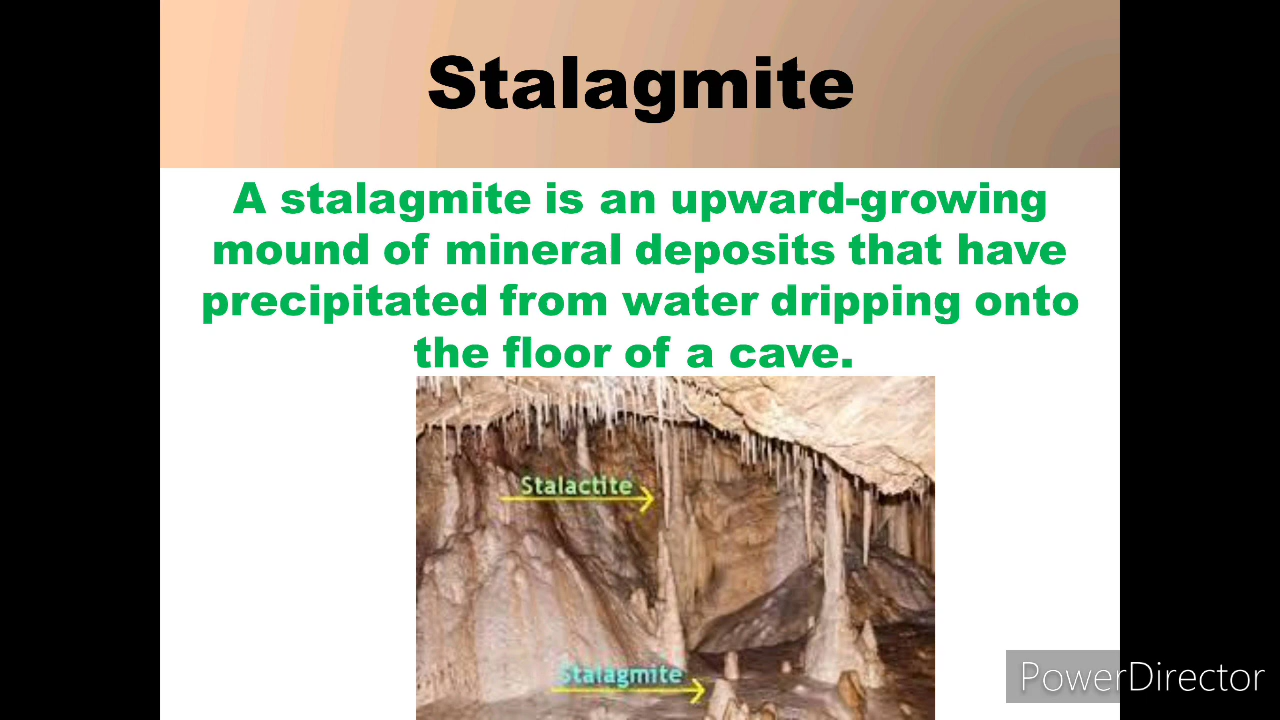 Stalagmite
A stalagmite is an upward-growing
mound of mineral deposits that have
precipitated from water dripping onto
the floor of a cave.
Stalactite
Stalagmite
PowerDirector